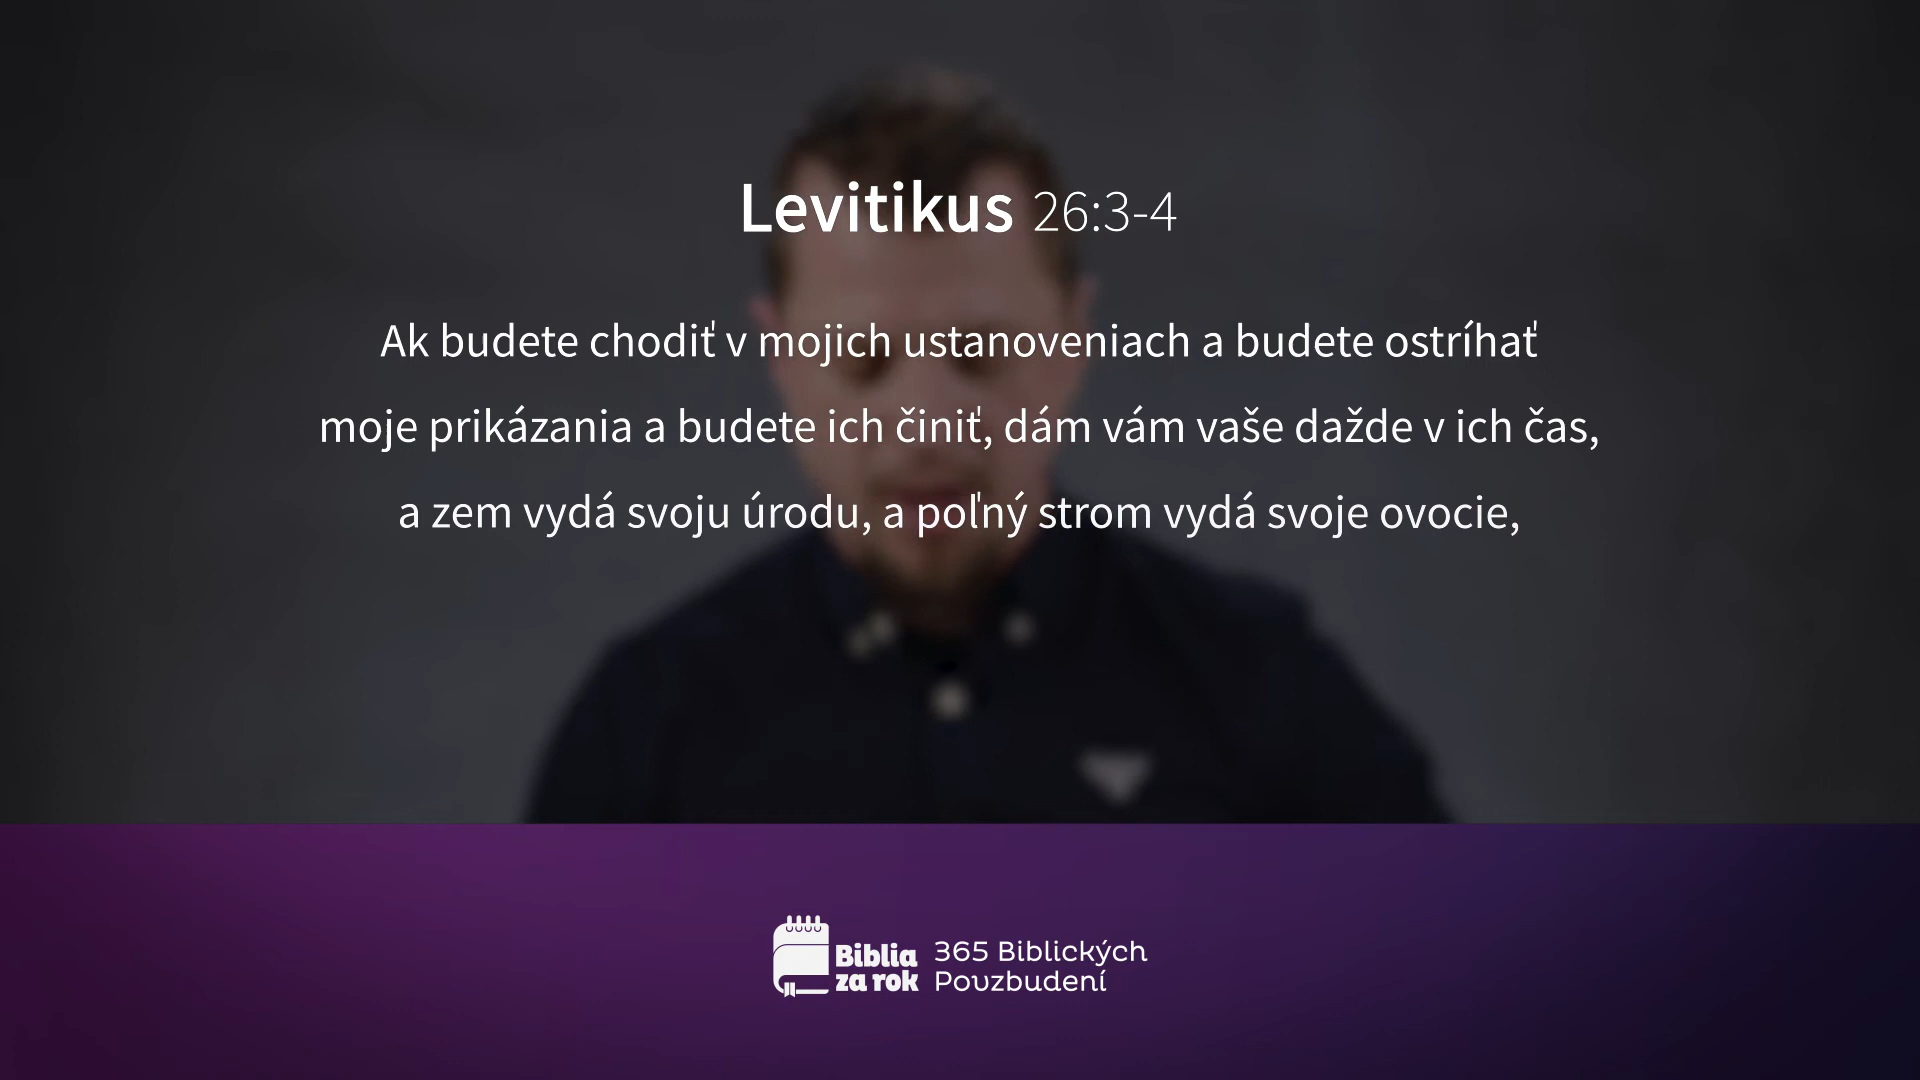 Levitikus 26:3-4
Ak budete chodiť v mojich ustanoveniach a budete ostríhať
moje prikázania a budete ich činiť, dám vám vaše dažde v ich čas,
a zem vydá svoju úrodu, a poľný strom vydá svoje ovocie,
Biblia
za rok
365 Biblických
Povzbudení